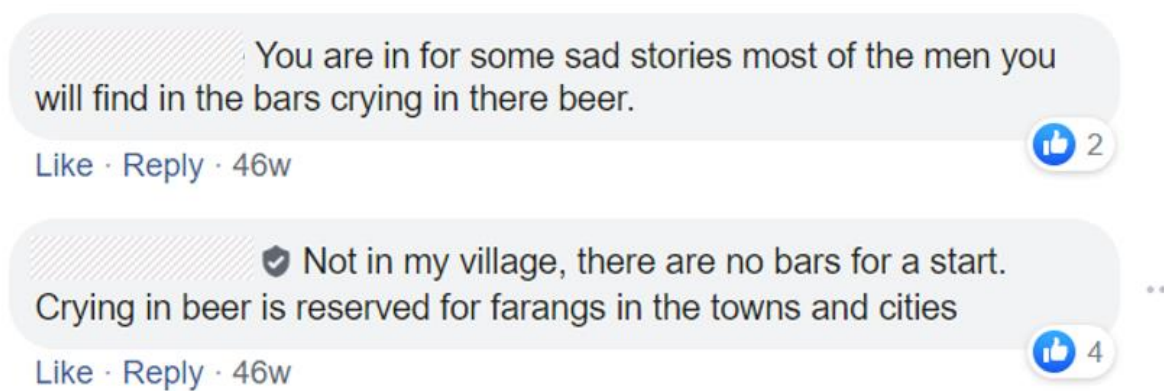 You are in for some sad stories most of the men you
will find in the bars crying in there beer.
2
Like · Reply · 46w
Not in my village, there are no bars for a start.
Crying in beer is reserved for farangs in the towns and cities
4
Like · Reply · 46w